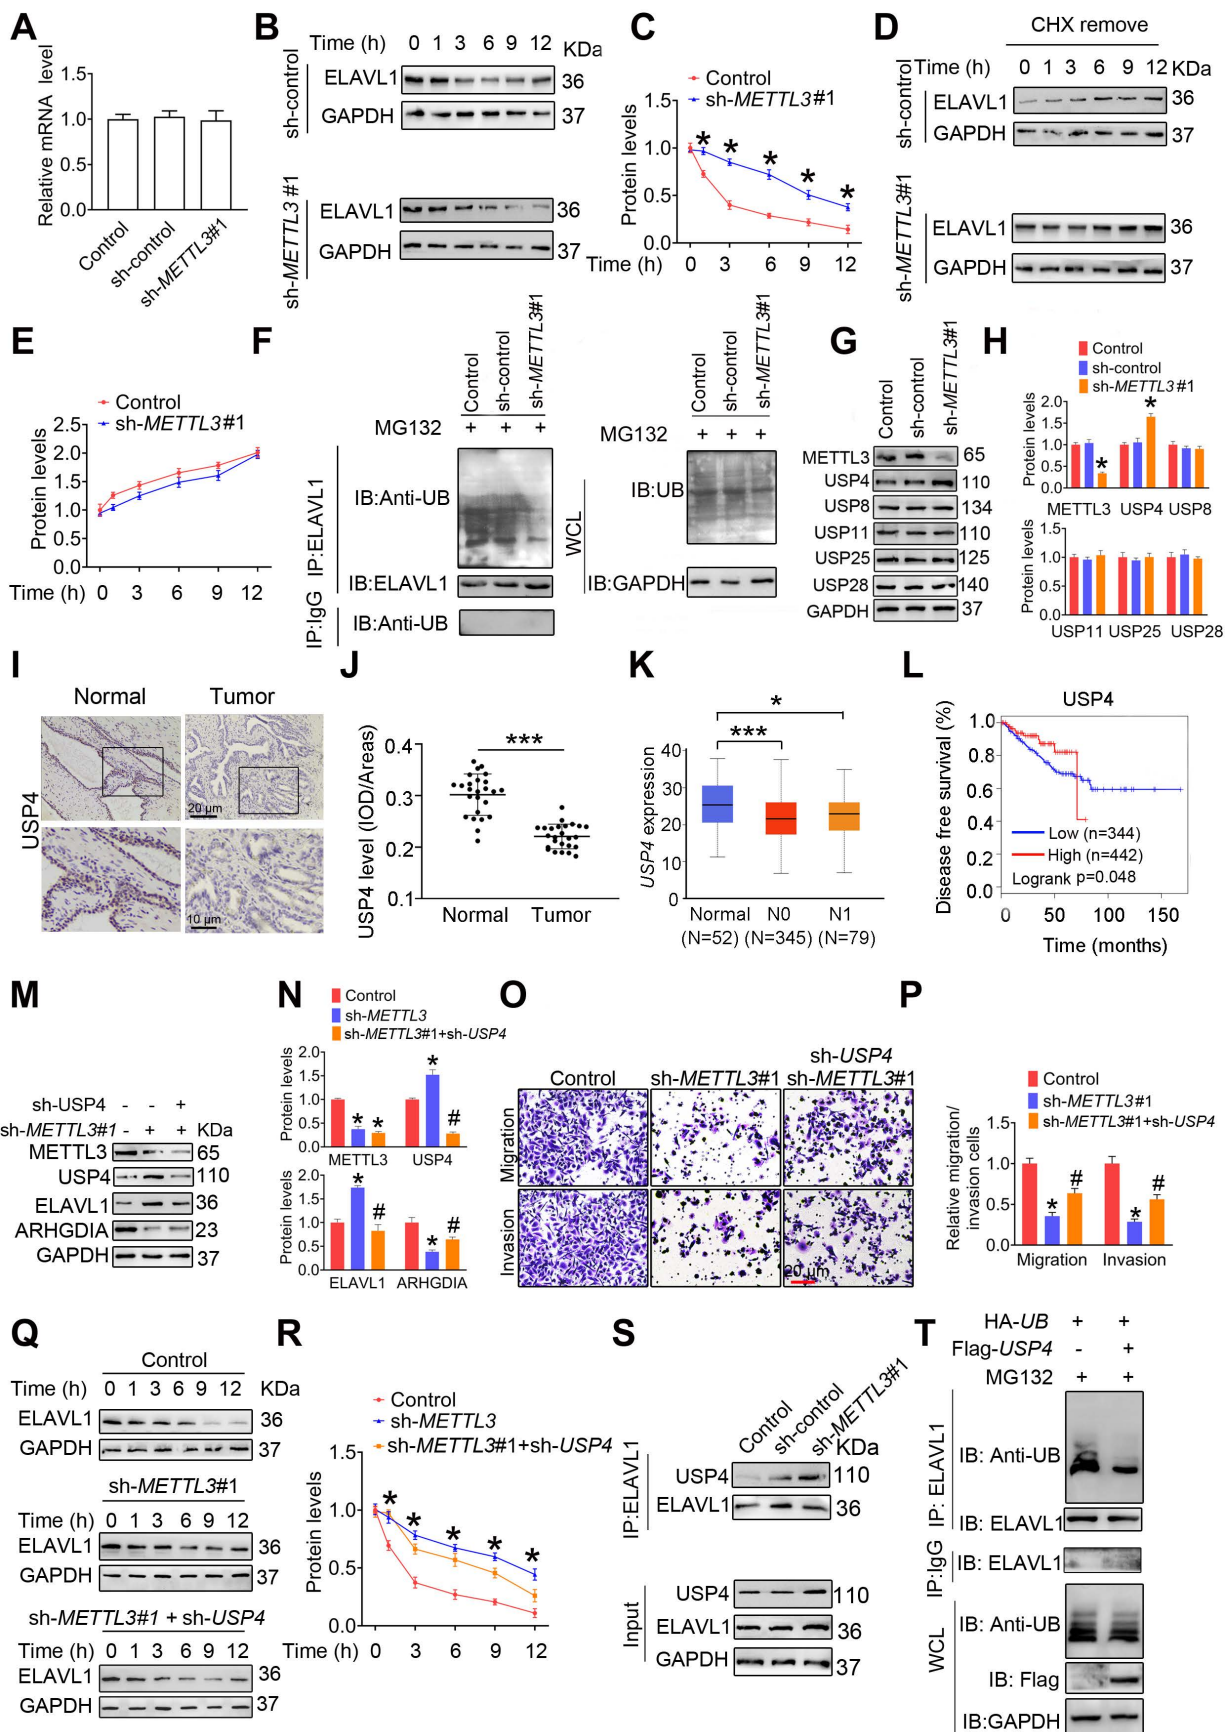 A
Relative mRNA level
1.5
1.0
0.5
0.0
Control
sh-control
sh-METTL3#1
B
Time (h) 0 1 3 6 9 12 KDa
sh-control
ELAVL1 36
GAPDH 37
sh-METTL3 #1
ELAVL1 36
GAPDH 37
C
Control
sh-METTL3#1
Protein levels
1.5
1.0
0.5
0.0
* * * * *
Time (h) 0 3 6 9 12
D
CHX remove
Time (h) 0 1 3 6 9 12 KDa
sh-control
ELAVL1 36
GAPDH 37
sh-METTL3#1
ELAVL1 36
GAPDH 37
E
Control
sh-METTL3#1
Protein levels
2.5
2.0
1.5
1.0
0.5
0.0
Time (h) 0 3 6 9 12
F
Control
sh-control
sh-METTL3#1
MG132 + + +
IP:ELAVL1
IB:Anti-UB
IB:ELAVL1
IP:IgG
IB:Anti-UB
Control
sh-control
sh-METTL3#1
MG132 + + +
WCL
IB:UB
IB:GAPDH
G
Control
sh-control
sh-METTL3#1
METTL3 65
USP4 110
USP8 134
USP11 110
USP25 125
USP28 140
GAPDH 37
H
Control
sh-control
sh-METTL3#1
Protein levels
2.0
1.5
1.0
0.5
0.0
* *
METTL3 USP4 USP8
Protein levels
1.5
1.0
0.5
0.0
USP11 USP25 USP28
I
Normal Tumor
USP4
20 µm
10 µm
J
USP4 level (IOD/Areas)
0.4
0.3
0.2
0.1
***
Normal Tumor
K
USP4 expression
40
30
20
10
0
*
***
Normal N0 N1
(N=52) (N=345) (N=79)
L
USP4
Disease free survival (%)
1.0
0.8
0.6
0.4
0.2
0.0
Low (n=344)
High (n=442)
Logrank p=0.048
0 50 100 150
Time (months)
M
sh-USP4 - - +
sh-METTL3#1 - + + KDa
METTL3 65
USP4 110
ELAVL1 36
ARHGDIA 23
GAPDH 37
N
Control
sh-METTL3
sh-METTL3#1+sh-USP4
Protein levels
2.0
1.5
1.0
0.5
0.0
* * * #
METTL3 USP4
Protein levels
2.0
1.5
1.0
0.5
0.0
* # * #
ELAVL1 ARHGDIA
O
sh-USP4
Control sh-METTL3#1 sh-METTL3#1
Migration
Invasion
20 µm
P
Control
sh-METTL3#1
sh-METTL3#1+sh-USP4
Relative migration/
invasion cells
1.5
1.0
0.5
0.0
* # * #
Migration Invasion
Q
Control
Time (h) 0 1 3 6 9 12 KDa
ELAVL1 36
GAPDH 37
sh-METTL3#1
Time (h) 0 1 3 6 9 12
ELAVL1 36
GAPDH 37
sh-METTL3#1 + sh-USP4
Time (h) 0 1 3 6 9 12
ELAVL1 36
GAPDH 37
R
Control
sh-METTL3
sh-METTL3#1+sh-USP4
Protein levels
1.5
1.0
0.5
0.0
* * * * *
Time (h) 0 3 6 9 12
S
Control
sh-control
sh-METTL3#1
KDa
IP:ELAVL1
USP4 110
ELAVL1 36
Input
USP4 110
ELAVL1 36
GAPDH 37
T
HA-UB + +
Flag-USP4 - +
MG132 + +
IP: ELAVL1
IB: Anti-UB
IB: ELAVL1
IP:IgG
IB: ELAVL1
WCL
IB: Anti-UB
IB: Flag
IB:GAPDH